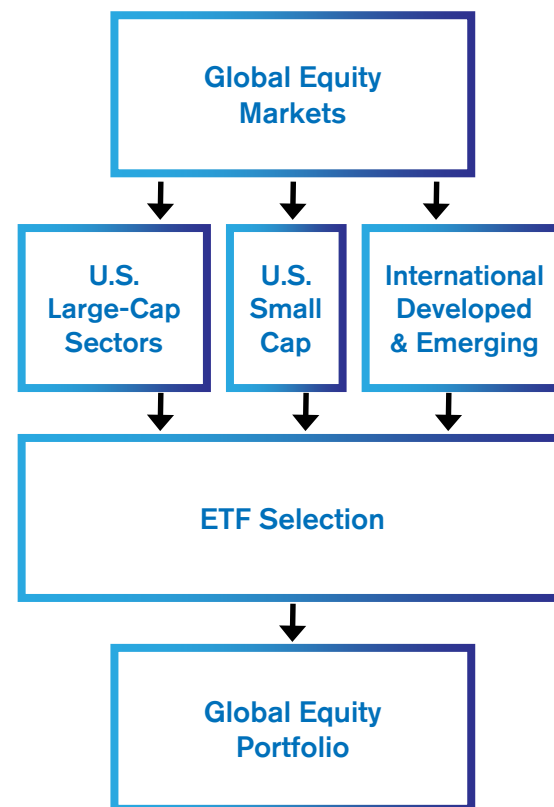 Global Equity
Markets
U.S.
Large-Cap
Sectors
U.S.
Small
Cap
International
Developed
& Emerging
ETF Selection
Global Equity
Portfolio